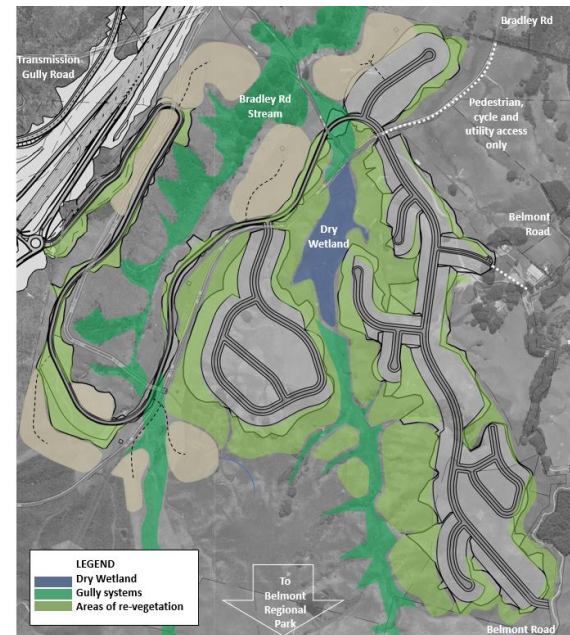 Bradley Rd
Transmission
Gully Road
Bradley Rd
Stream
Pedestrian,
cycle and
utility access
only
Belmont
Road
Dry
Wetland
LEGEND
Dry Wetland
Gully systems
Areas of re-vegetation
To
Belmont
Regional
Park
Belmont Road